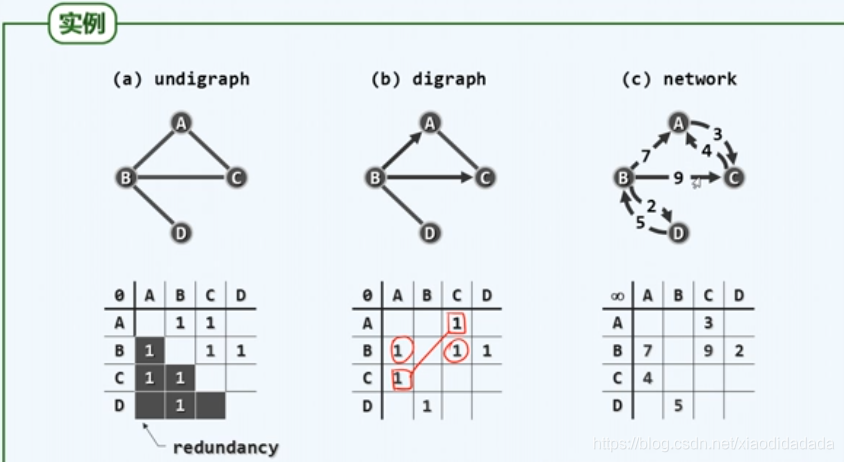 实例
(a) undigraph
(b) digraph
(c) network
A
B
C
D
A
B
C
D
A
B
C
D
7
3
4
9
2
5
0 A B C D
A 1 1
B 1 1 1
C 1 1
D 1
redundancy
0 A B C D
A 1
B 1 1 1
C 1
D 1
∞ A B C D
A 3
B 7 9 2
C 4
D 5
https://blog.csdn.net/xiaodidadada